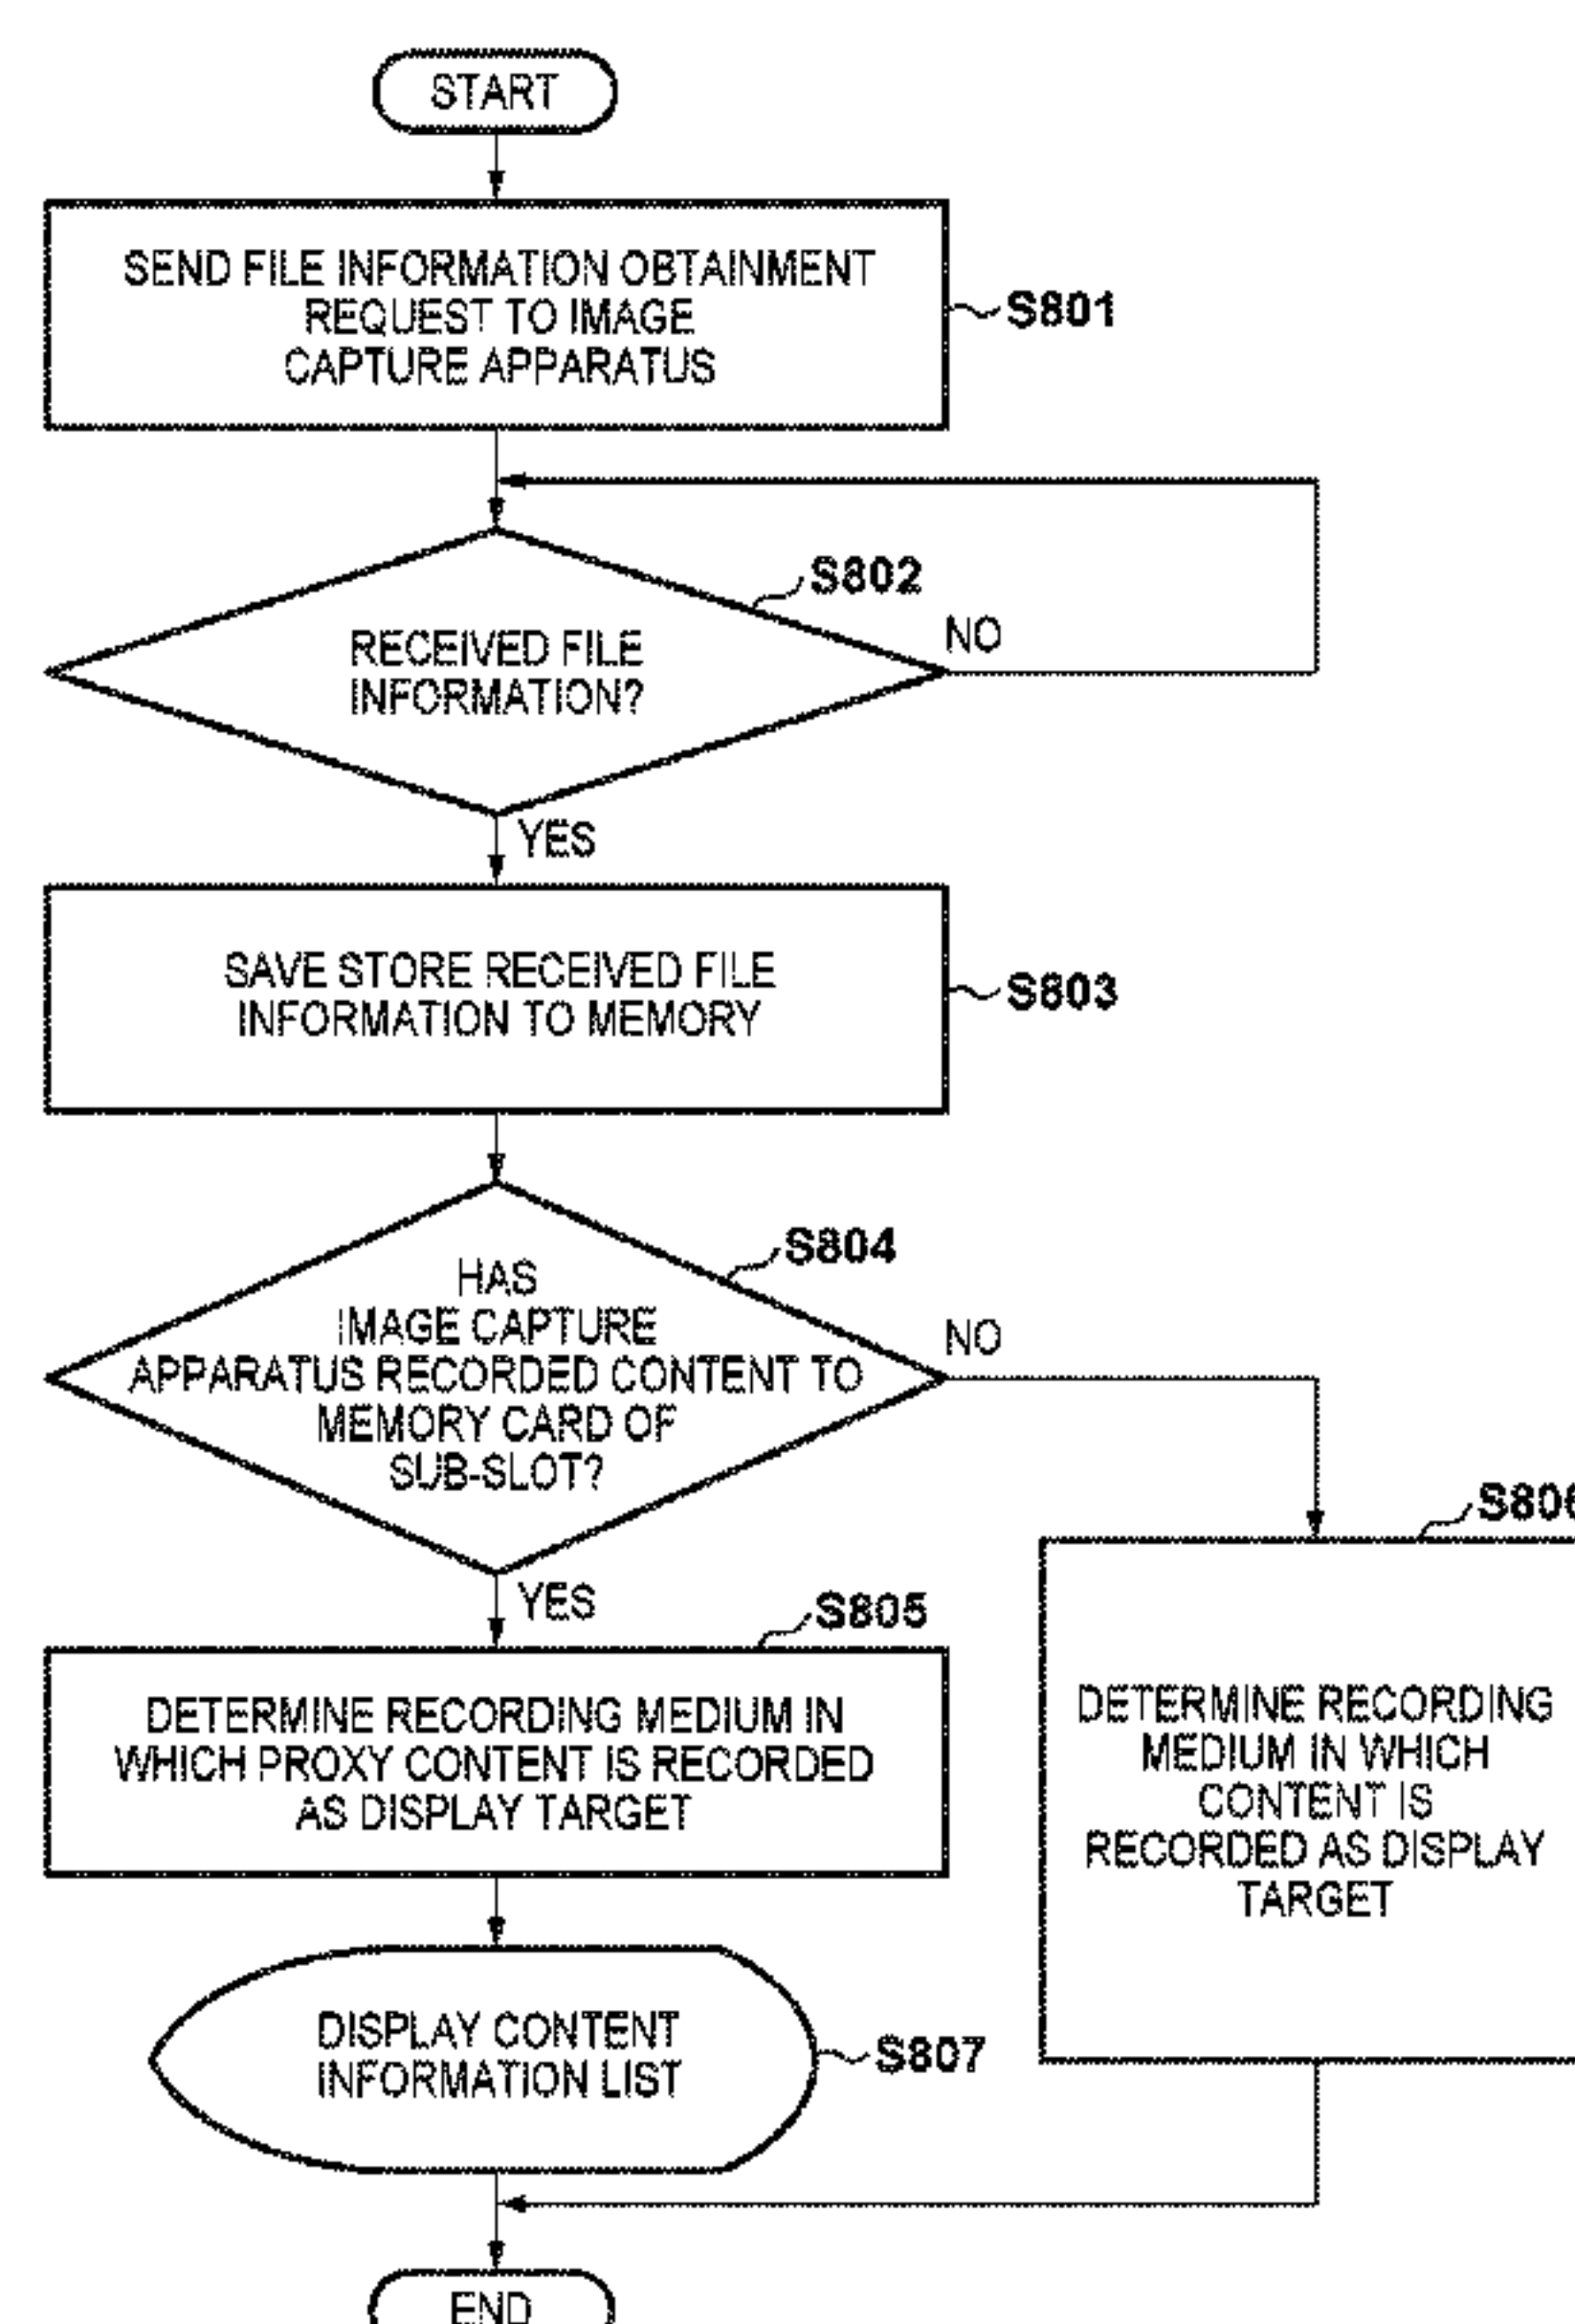 START
SEND FILE INFORMATION OBTAINMENT
REQUEST TO IMAGE
CAPTURE APPARATUS
S801
S802
RECEIVED FILE
INFORMATION?
NO
YES
SAVE STORE RECEIVED FILE
INFORMATION TO MEMORY
S803
S804
HAS
IMAGE CAPTURE
APPARATUS RECORDED CONTENT TO
MEMORY CARD OF
SUB-SLOT?
NO
YES
S805
DETERMINE RECORDING MEDIUM IN
WHICH PROXY CONTENT IS RECORDED
AS DISPLAY TARGET
S806
DETERMINE RECORDING
MEDIUM IN WHICH
CONTENT IS
RECORDED AS DISPLAY
TARGET
DISPLAY CONTENT
INFORMATION LIST
S807
END